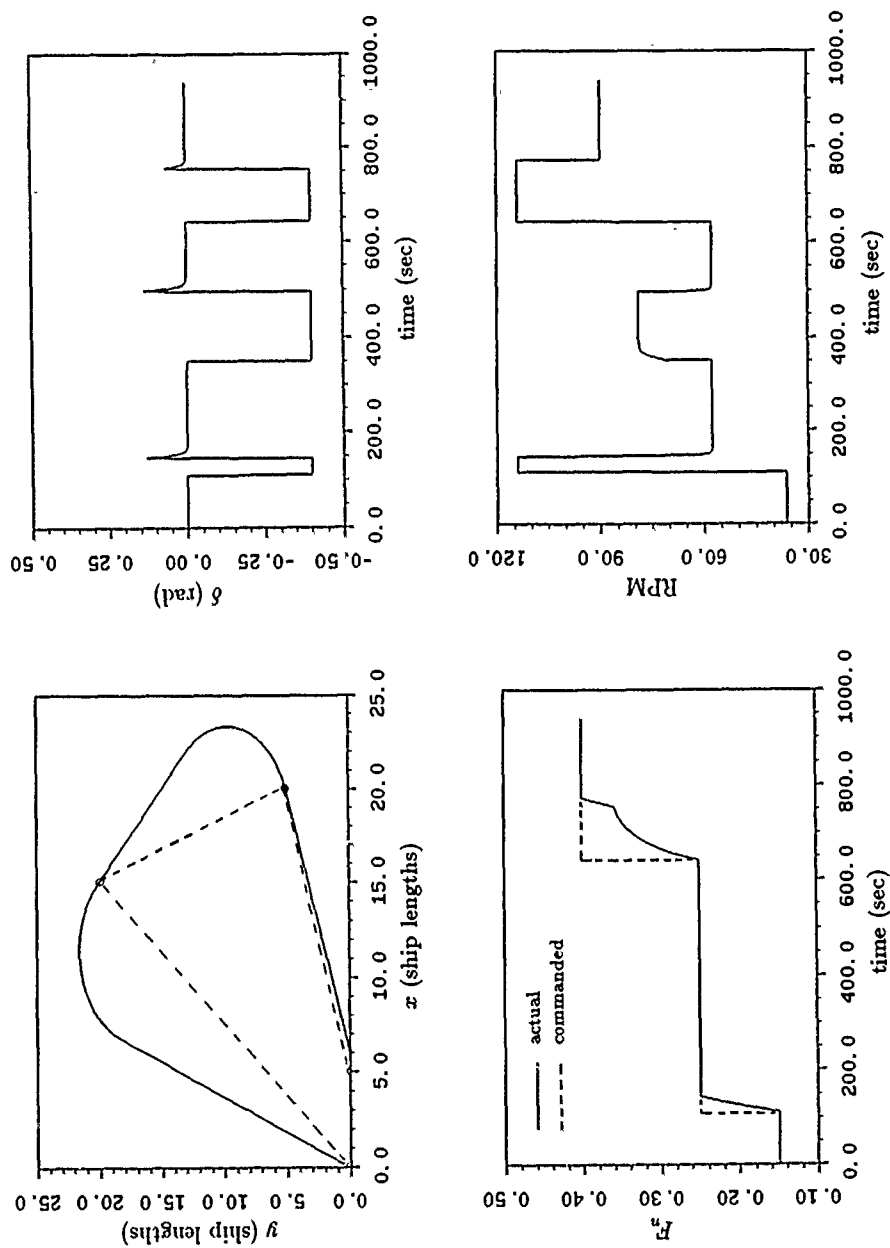 25.0
20.0
15.0
10.0
5.0
0.0
y (ship lengths)
0.0 5.0 10.0 15.0 20.0 25.0
x (ship lengths)
0.50
0.25
0.00
-0.25
-0.50
δ (rad)
0.0 200.0 400.0 600.0 800.0 1000.0
time (sec)
0.50
0.40
0.30
0.20
0.10
Fn
actual
commanded
0.0 200.0 400.0 600.0 800.0 1000.0
time (sec)
120.0
90.0
60.0
30.0
RPM
0.0 200.0 400.0 600.0 800.0 1000.0
time (sec)